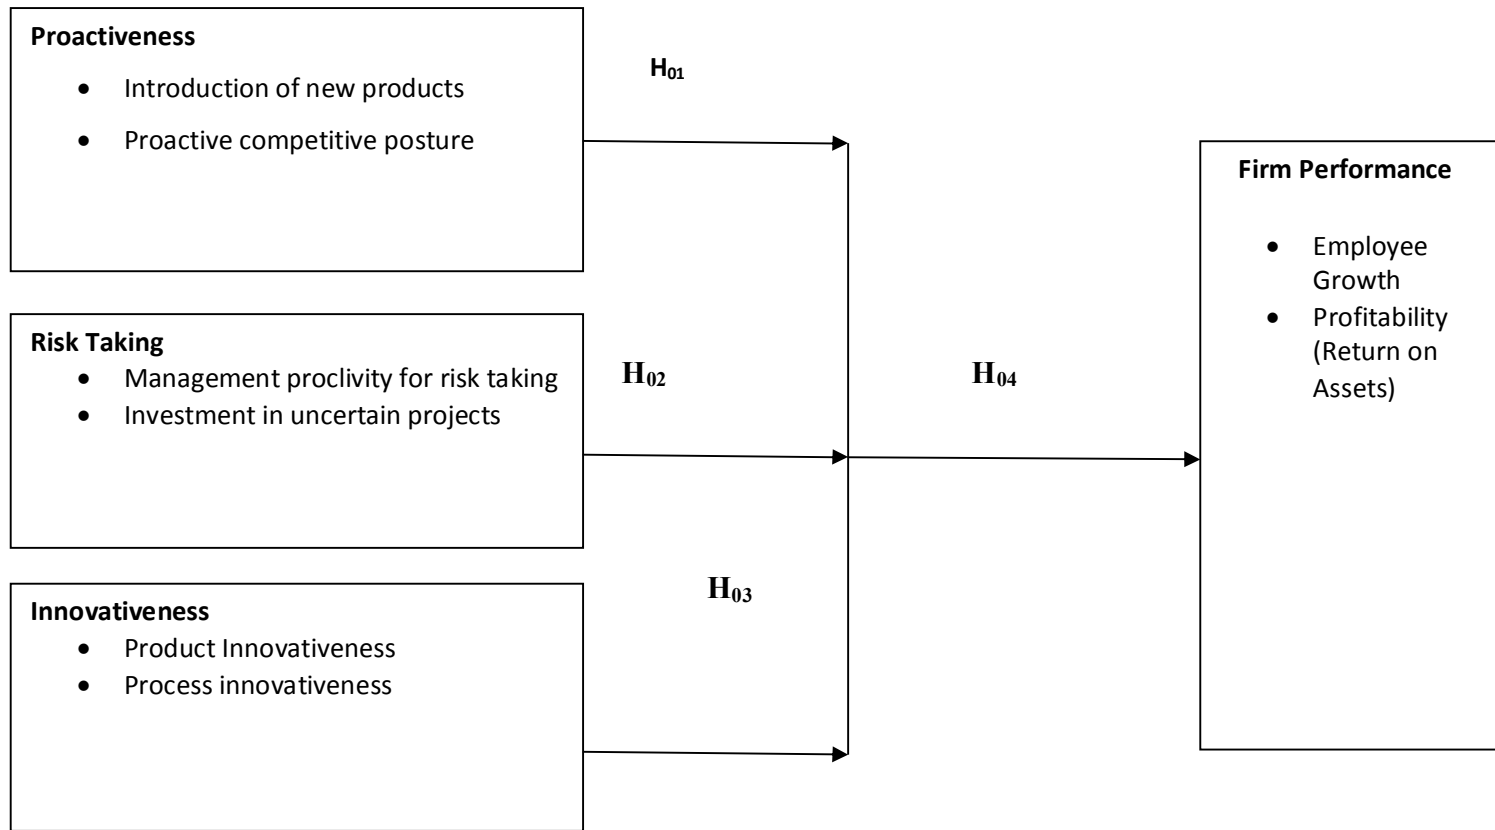 Proactiveness
• Introduction of new products
• Proactive competitive posture
H01
Risk Taking
• Management proclivity for risk taking
• Investment in uncertain projects
H02
Innovativeness
• Product Innovativeness
• Process innovativeness
H03
H04
Firm Performance
• Employee
Growth
• Profitability
(Return on
Assets)